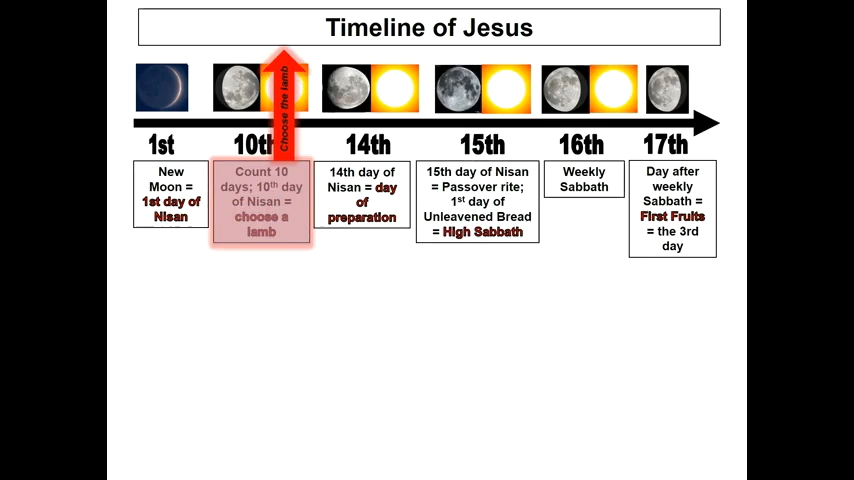 Timeline of Jesus
Choose the lamb
1st
10th
14th
15th
16th
17th
New
Moon =
1st day of
Nisan
Count 10
days; 10th day
of Nisan =
choose a
lamb
14th day of
Nisan = day
of
preparation
15th day of Nisan
= Passover rite;
1st day of
Unleavened Bread
= High Sabbath
Weekly
Sabbath
Day after
weekly
Sabbath =
First Fruits
= the 3rd
day